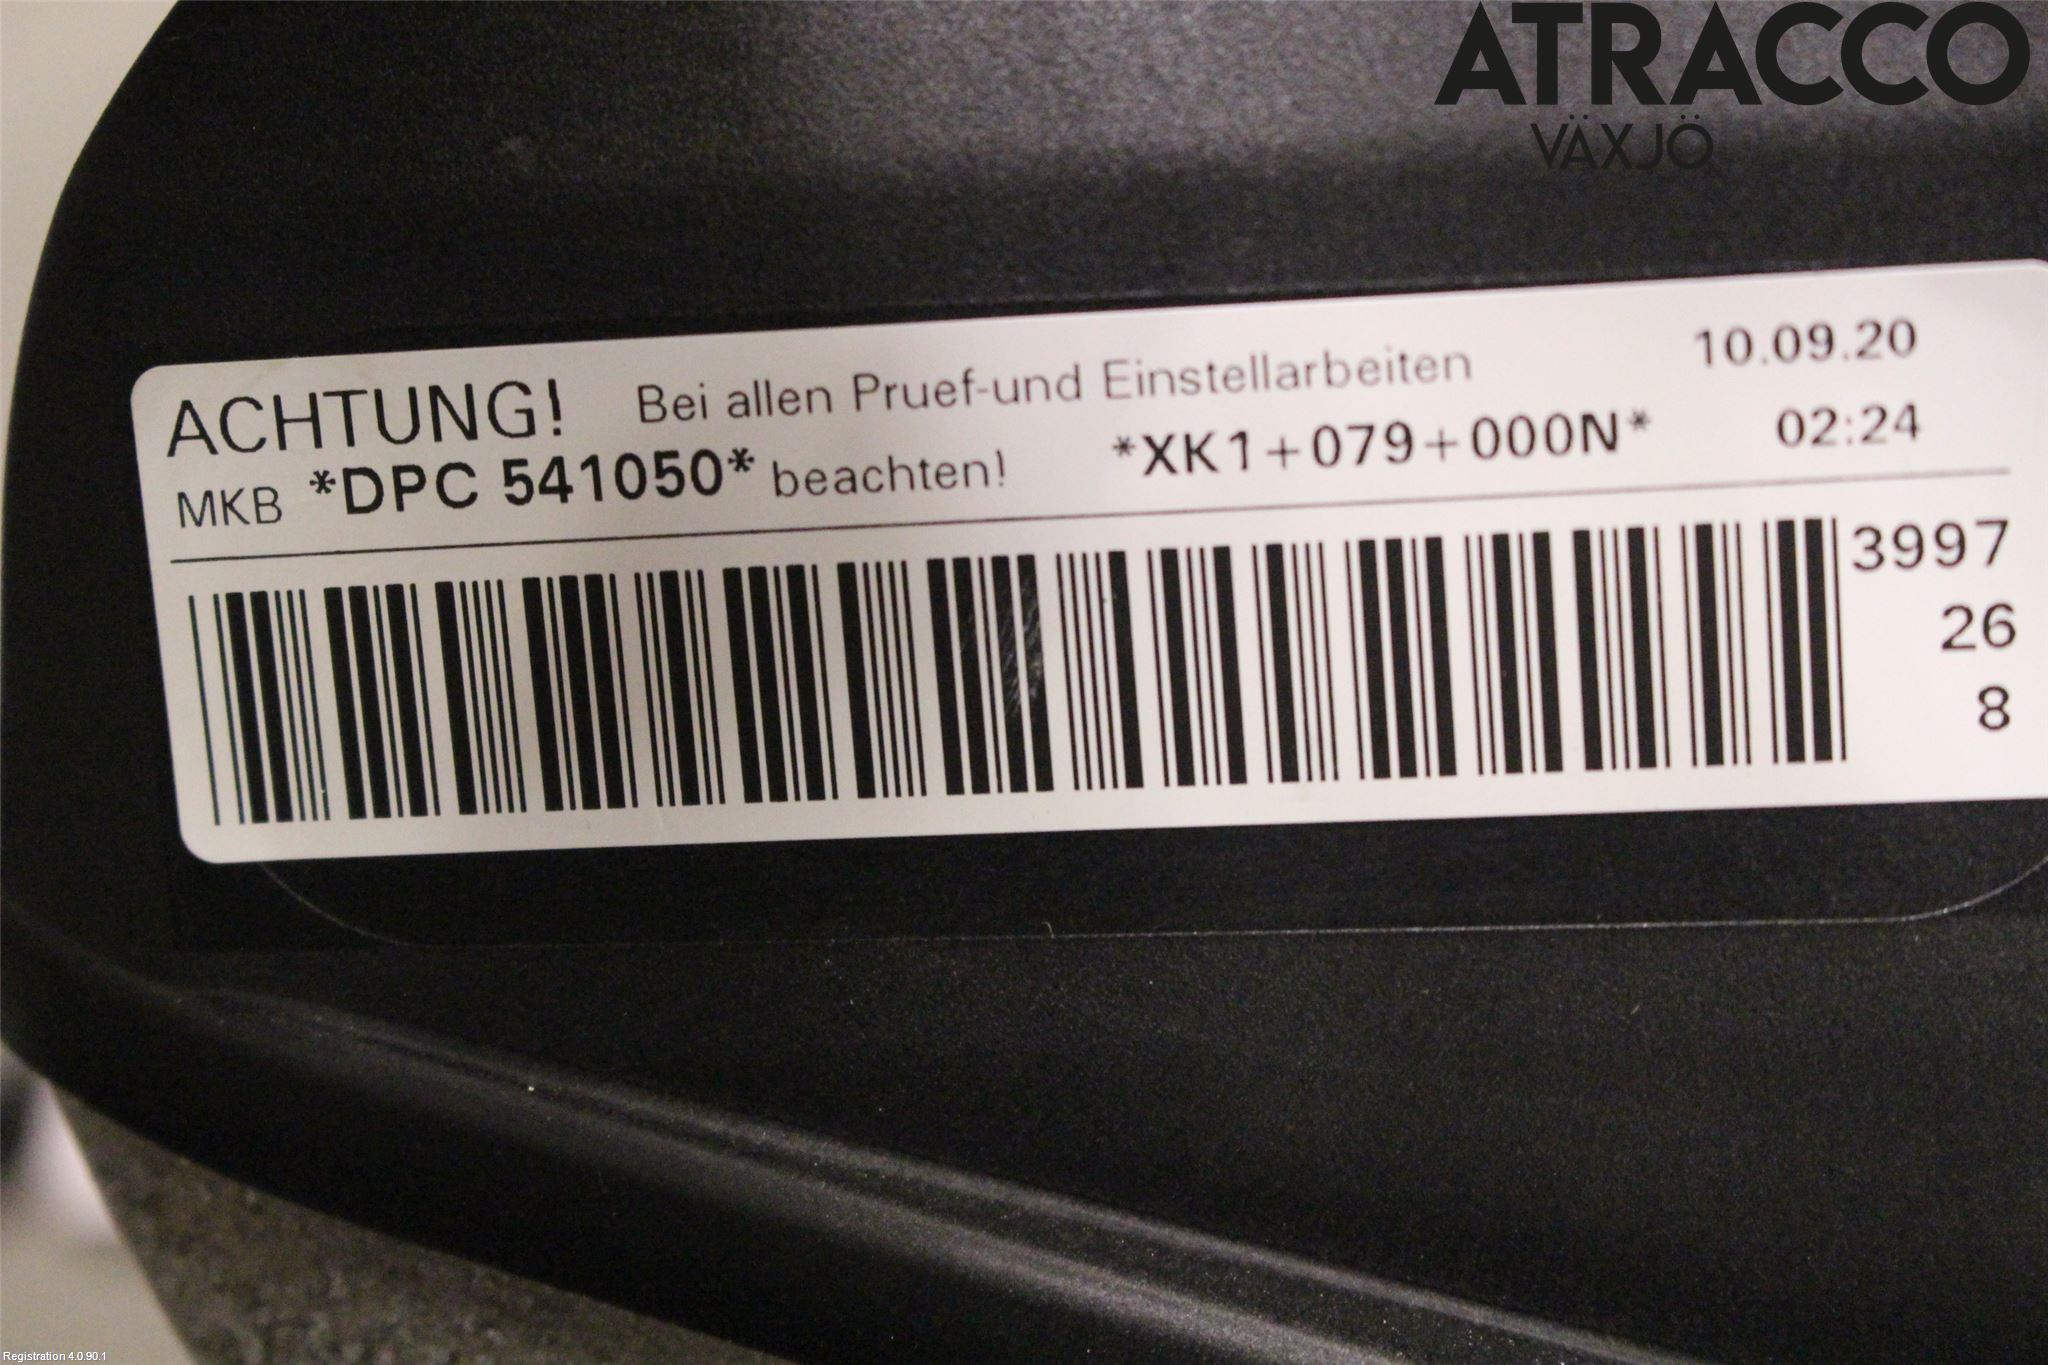 ATRACCO
VÄXJÖ
ACHTUNG! Bei allen Pruef-und Einstellarbeiten 10.09.20
MKB *DPC 541050* beachten! *XK1+079+000N* 02:24
3997
26
8
Registration 4.0.90.1